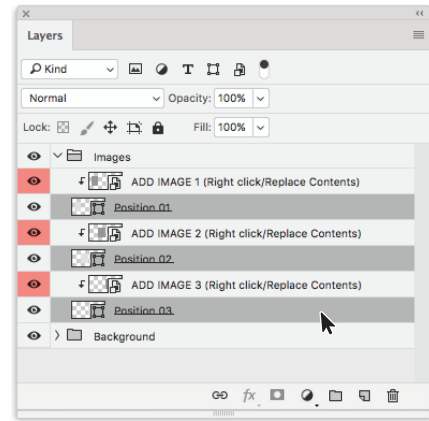 Layers
Kind
Normal Opacity: 100%
Lock: Fill: 100%
Images
ADD IMAGE 1 (Right click/Replace Contents)
Position 01
ADD IMAGE 2 (Right click/Replace Contents)
Position 02
ADD IMAGE 3 (Right click/Replace Contents)
Position 03
Background
fx